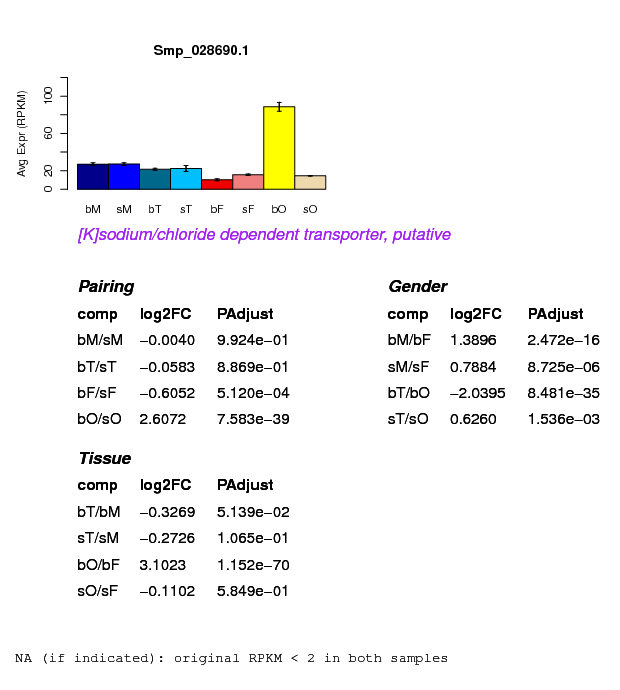 Smp_028690.1
Avg Expr (RPKM)
0 20 60 100
bM sM bT sT bF sF bO sO
[K]sodium/chloride dependent transporter, putative
Pairing
comp log2FC PAdjust
bM/sM −0.0040 9.924e−01
bT/sT −0.0583 8.869e−01
bF/sF −0.6052 5.120e−04
bO/sO 2.6072 7.583e−39
Gender
comp log2FC PAdjust
bM/bF 1.3896 2.472e−16
sM/sF 0.7884 8.725e−06
bT/bO −2.0395 8.481e−35
sT/sO 0.6260 1.536e−03
Tissue
comp log2FC PAdjust
bT/bM −0.3269 5.139e−02
sT/sM −0.2726 1.065e−01
bO/bF 3.1023 1.152e−70
sO/sF −0.1102 5.849e−01
NA (if indicated): original RPKM < 2 in both samples